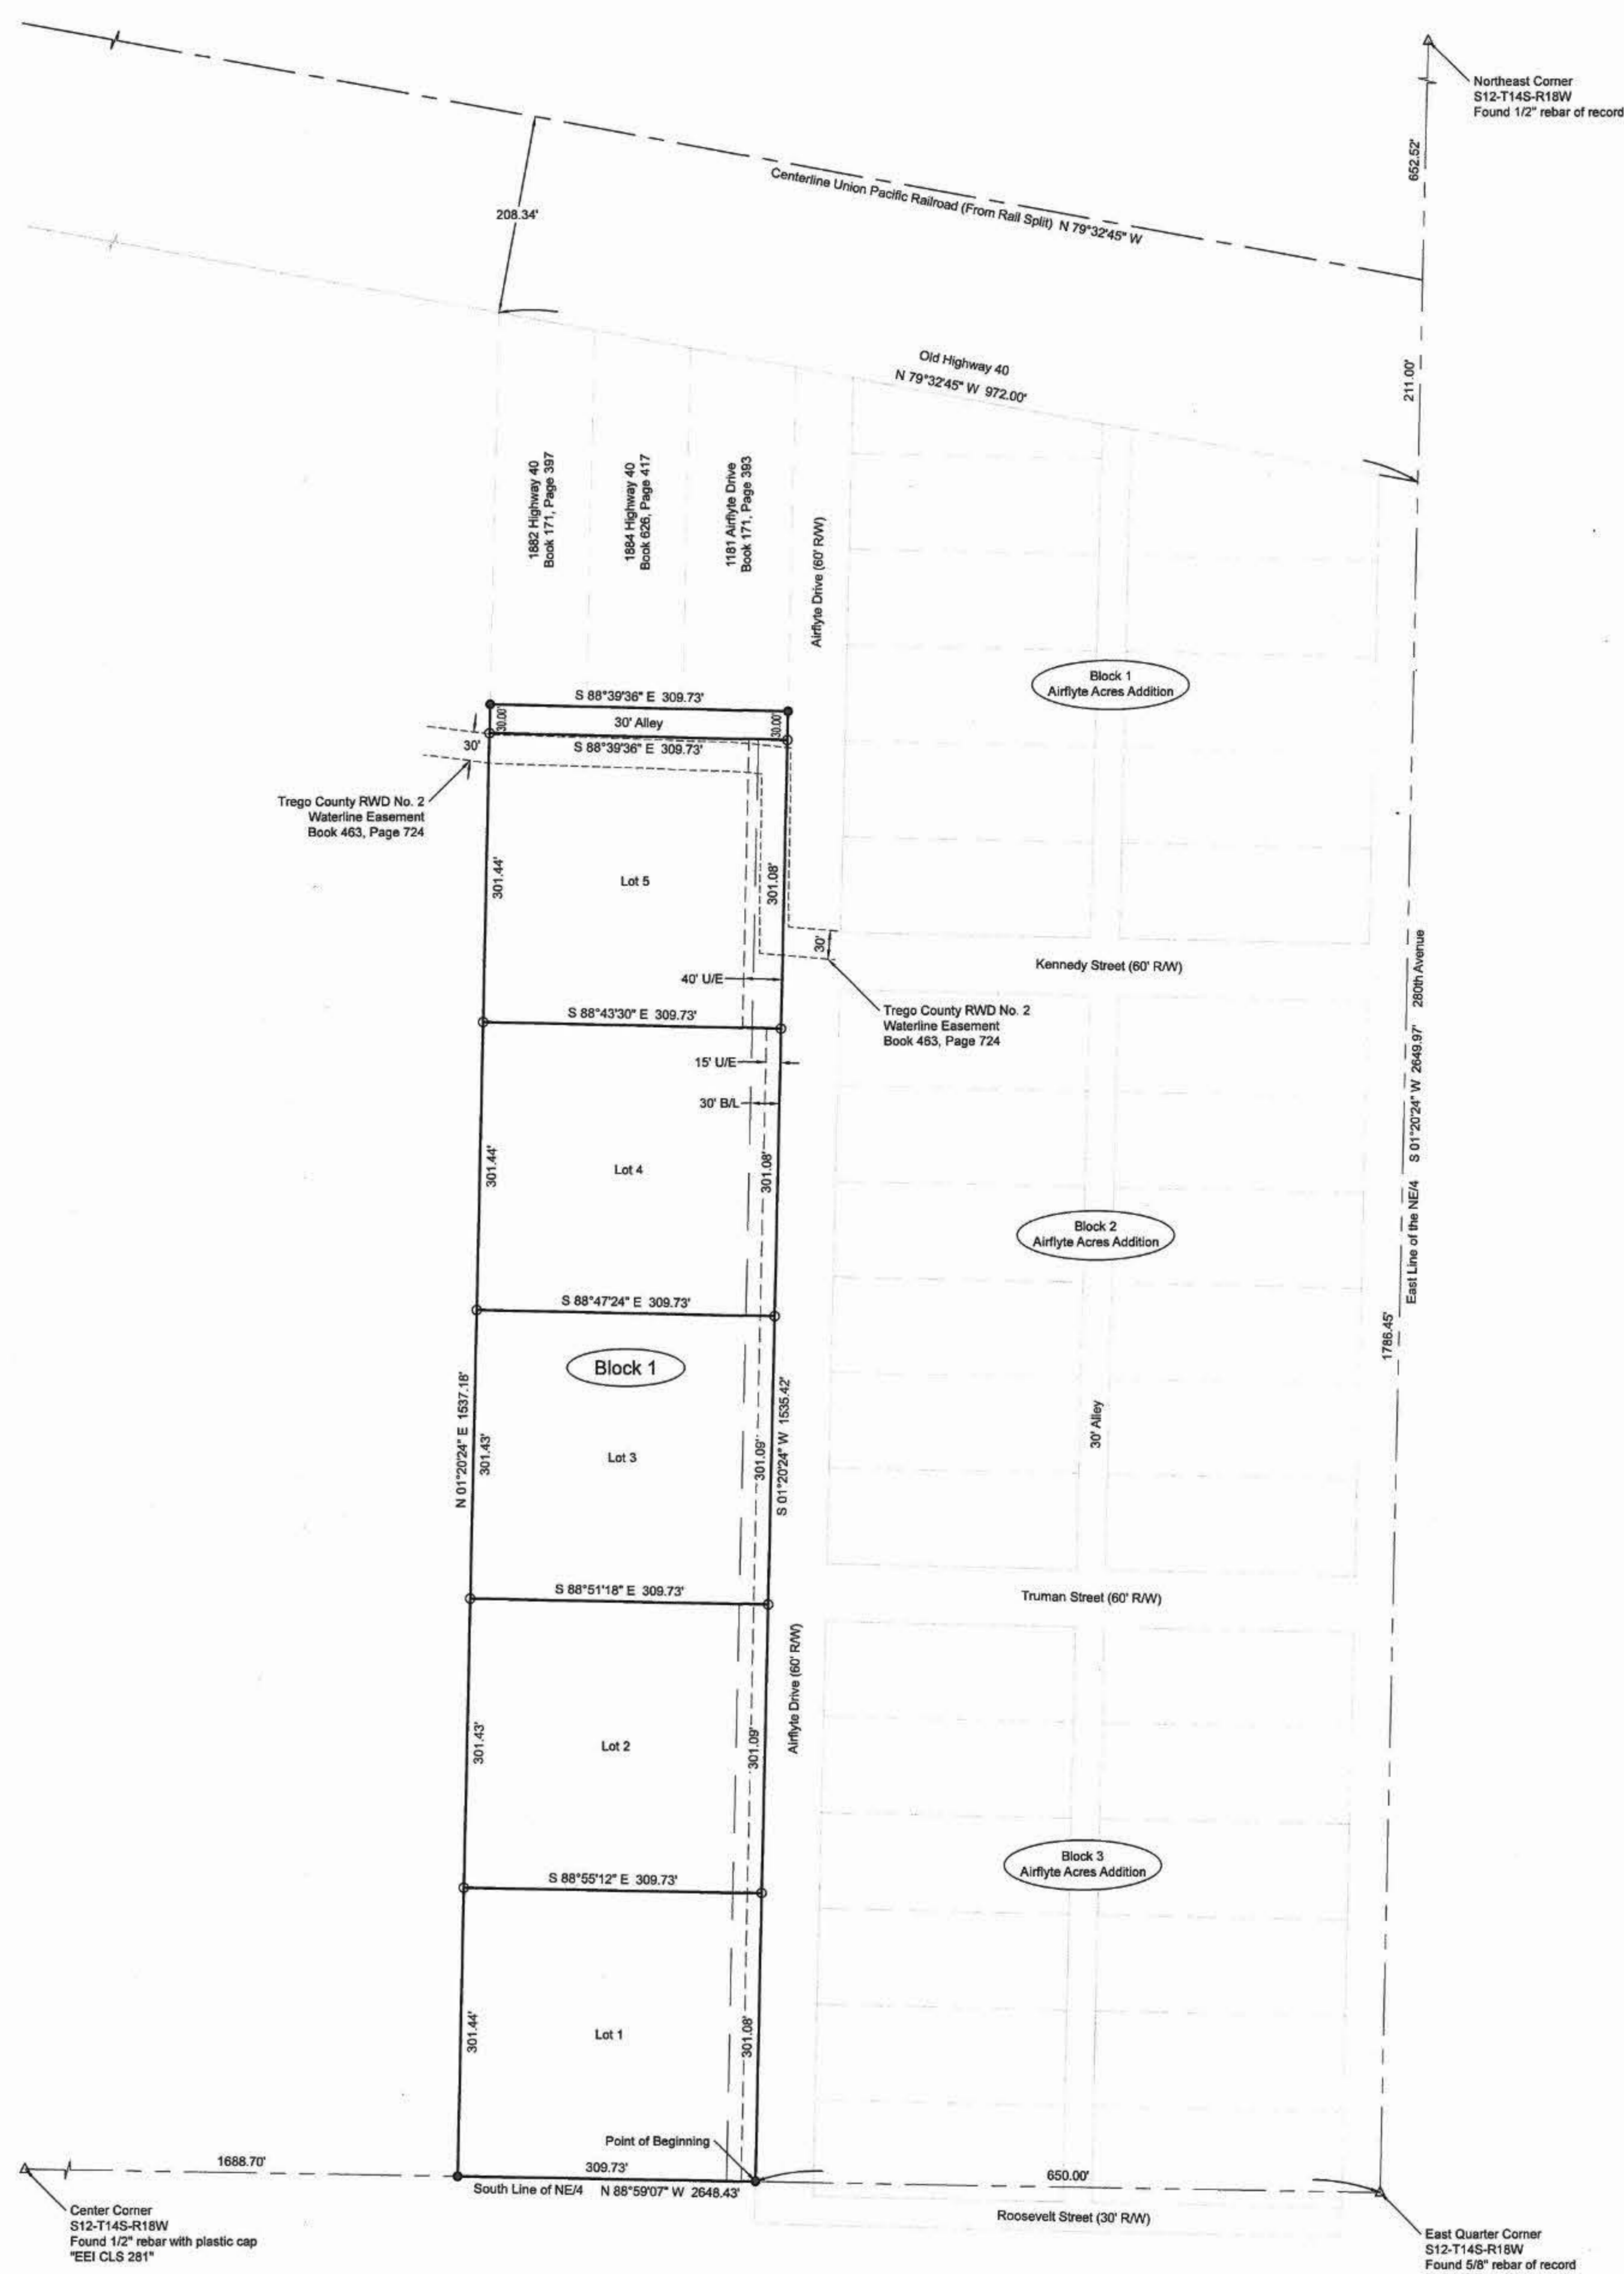 Northeast Corner
S12-T14S-R18W
Found 1/2" rebar of record
652.52'
Centerline Union Pacific Railroad (From Rail Split) N 79°32'45" W
208.34'
211.00'
Old Highway 40
N 79°32'45" W 972.00'
1882 Highway 40
Book 171, Page 397
1884 Highway 40
Book 626, Page 417
1181 Airflyte Drive
Book 171, Page 393
Airflyte Drive (60' R/W)
Block 1
Airflyte Acres Addition
S 88°39'36" E 309.73'
30.00'
30' Alley
30.00'
30'
S 88°39'36" E 309.73'
Trego County RWD No. 2
Waterline Easement
Book 463, Page 724
301.44'
Lot 5
301.08'
30'
40' U/E
Kennedy Street (60' R/W)
Trego County RWD No. 2
Waterline Easement
Book 463, Page 724
S 88°43'30" E 309.73'
15' U/E
30' B/L
301.44'
Lot 4
301.08'
East Line of the NE/4 S 01°20'24" W 2649.97' 280th Avenue
Block 2
Airflyte Acres Addition
S 88°47'24" E 309.73'
1786.45'
Block 1
N 01°20'24" E 1537.18'
301.43'
Lot 3
301.09'
S 01°20'24" W 1535.42'
30' Alley
S 88°51'18" E 309.73'
Truman Street (60' R/W)
Airflyte Drive (60' R/W)
301.43'
Lot 2
301.09'
Block 3
Airflyte Acres Addition
S 88°55'12" E 309.73'
301.44'
Lot 1
301.08'
Point of Beginning
1688.70'
309.73'
650.00'
South Line of NE/4 N 88°59'07" W 2648.43'
Roosevelt Street (30' R/W)
Center Corner
S12-T14S-R18W
Found 1/2" rebar with plastic cap
"EEI CLS 281"
East Quarter Corner
S12-T14S-R18W
Found 5/8" rebar of record